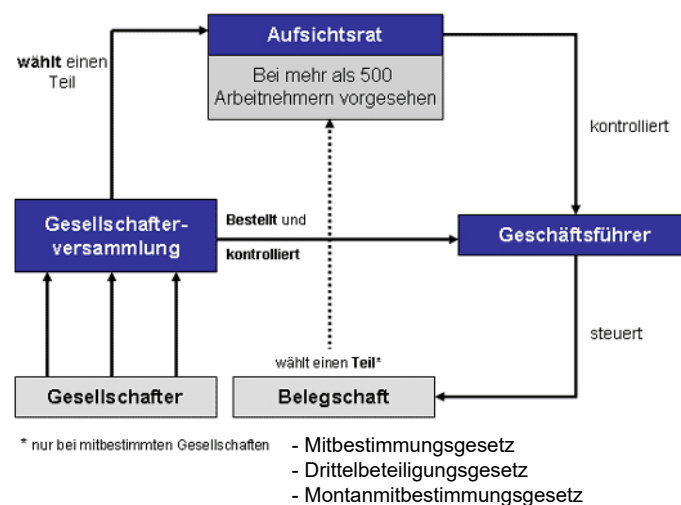 Aufsichtsrat
Bei mehr als 500
Arbeitnehmern vorgesehen
wählt einen
Teil
kontrolliert
Gesellschafter-
versammlung
Bestellt und
kontrolliert
Geschäftsführer
steuert
wählt einen Teil*
Gesellschafter
Belegschaft
* nur bei mitbestimmten Gesellschaften
- Mitbestimmungsgesetz
- Drittelbeteiligungsgesetz
- Montanmitbestimmungsgesetz